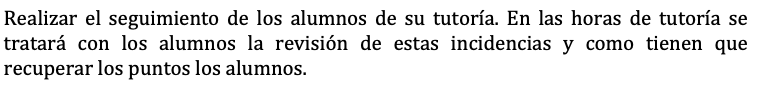 Realizar el seguimiento de los alumnos de su tutoría. En las horas de tutoría se
tratará con los alumnos la revisión de estas incidencias y como tienen que
recuperar los puntos los alumnos.